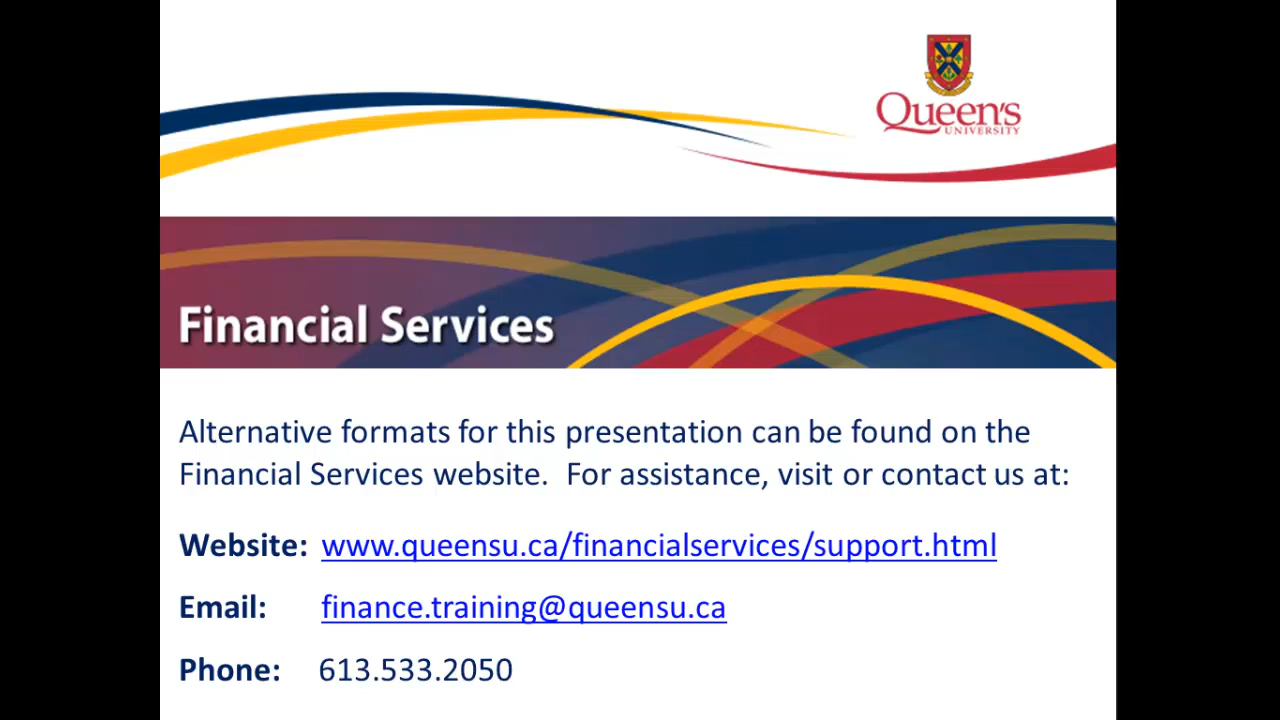 Queen's
UNIVERSITY
Financial Services
Alternative formats for this presentation can be found on the
Financial Services website.  For assistance, visit or contact us at:
Website: www.queensu.ca/financialservices/support.html
Email: finance.training@queensu.ca
Phone: 613.533.2050